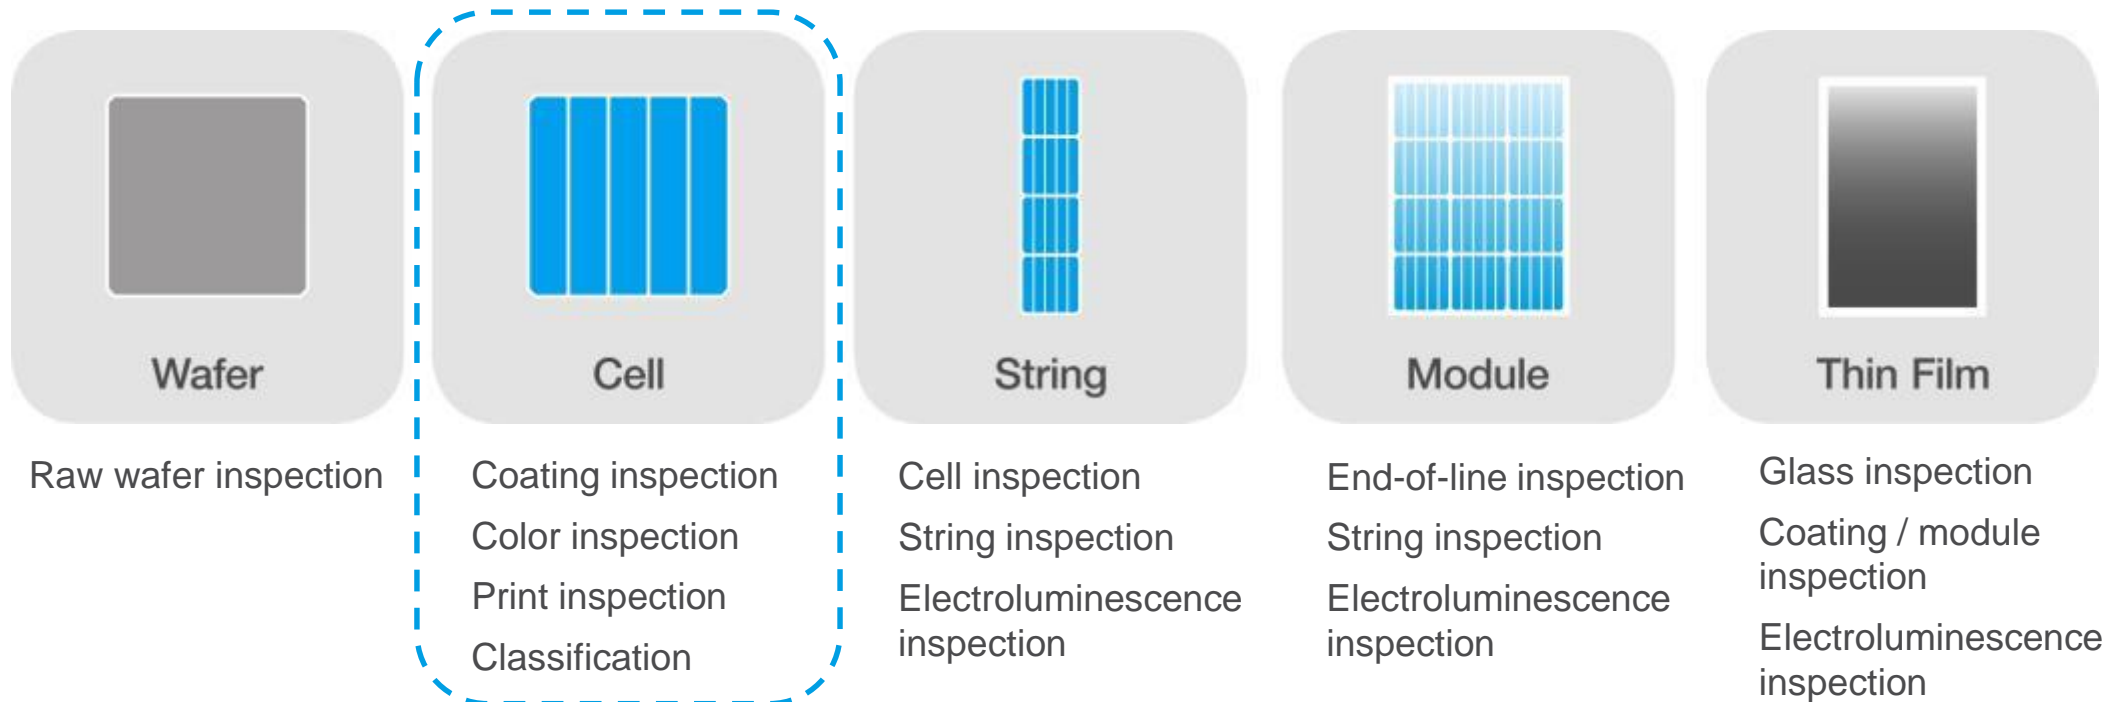 Wafer
Raw wafer inspection
Cell
Coating inspection
Color inspection
Print inspection
Classification
String
Cell inspection
String inspection
Electroluminescence
inspection
Module
End-of-line inspection
String inspection
Electroluminescence
inspection
Thin Film
Glass inspection
Coating / module
inspection
Electroluminescence
inspection